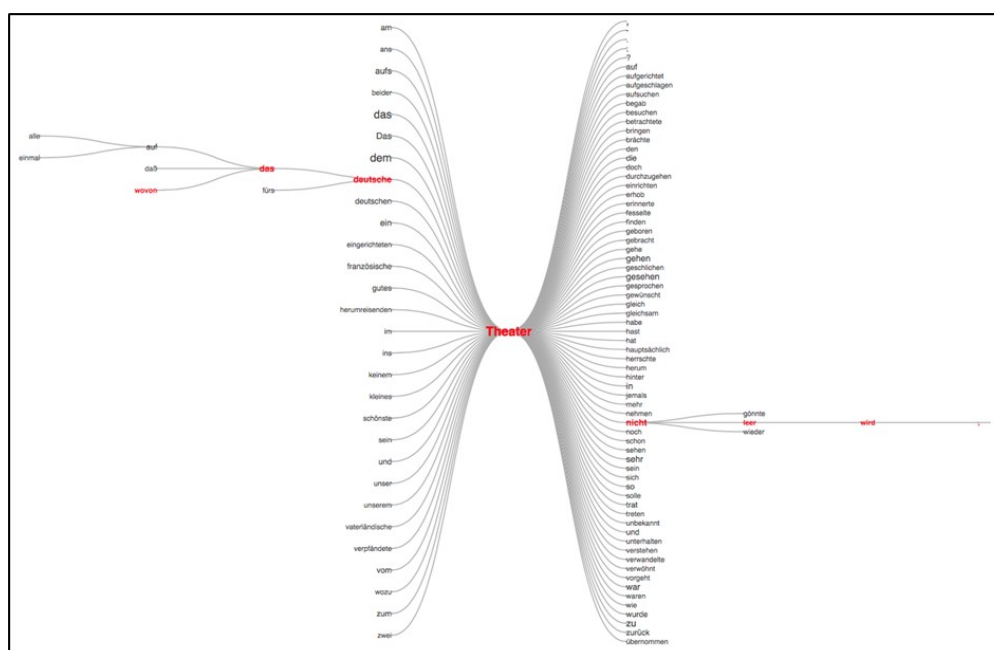 alle
einmal
auf
daß
wovon
das
fürs
am
ans
aufs
beider
das
Das
dem
deutsche
deutschen
ein
eingerichteten
französische
gutes
herumreisenden
im
ins
keinem
kleines
schönste
sein
und
unser
unserem
vaterländische
verpfändete
vom
wozu
zum
zwei
Theater
?
auf
aufgerichtet
aufgeschlagen
aufsuchen
begab
besuchen
betrachtete
bringen
brächte
den
die
doch
durchzugehen
einrichten
erhob
erinnerte
fesselte
finden
geboren
gebracht
gehe
gehen
geschlichen
gesehen
gesprochen
gewünscht
gleich
gleichsam
habe
hast
hat
hauptsächlich
herrschte
herum
hinter
in
jemals
mehr
nehmen
nicht
noch
schon
sehen
sehr
sein
sich
so
solle
trat
treten
unbekannt
und
unterhalten
verstehen
verwandelte
verwöhnt
vorgeht
war
waren
wie
wurde
zu
zurück
übernommen
gönnte
leer
wieder
wird